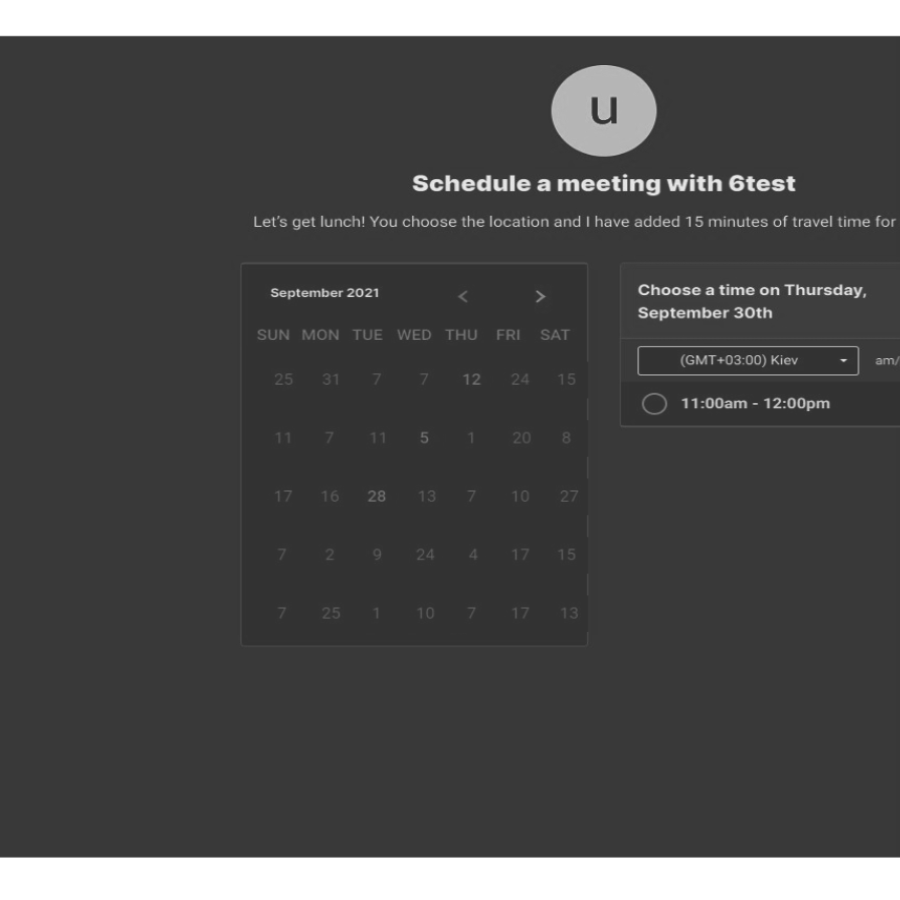 u
Schedule a meeting with 6test
Let's get lunch! You choose the location and I have added 15 minutes of travel time for
September 2021 < >
SUN MON TUE WED THU FRI SAT
25 31 7 7 12 24 15
11 7 11 5 1 20 8
17 16 28 13 7 10 27
7 2 9 24 4 17 15
7 25 1 10 7 17 13
Choose a time on Thursday,
September 30th
(GMT+03:00) Kiev am/
11:00am - 12:00pm